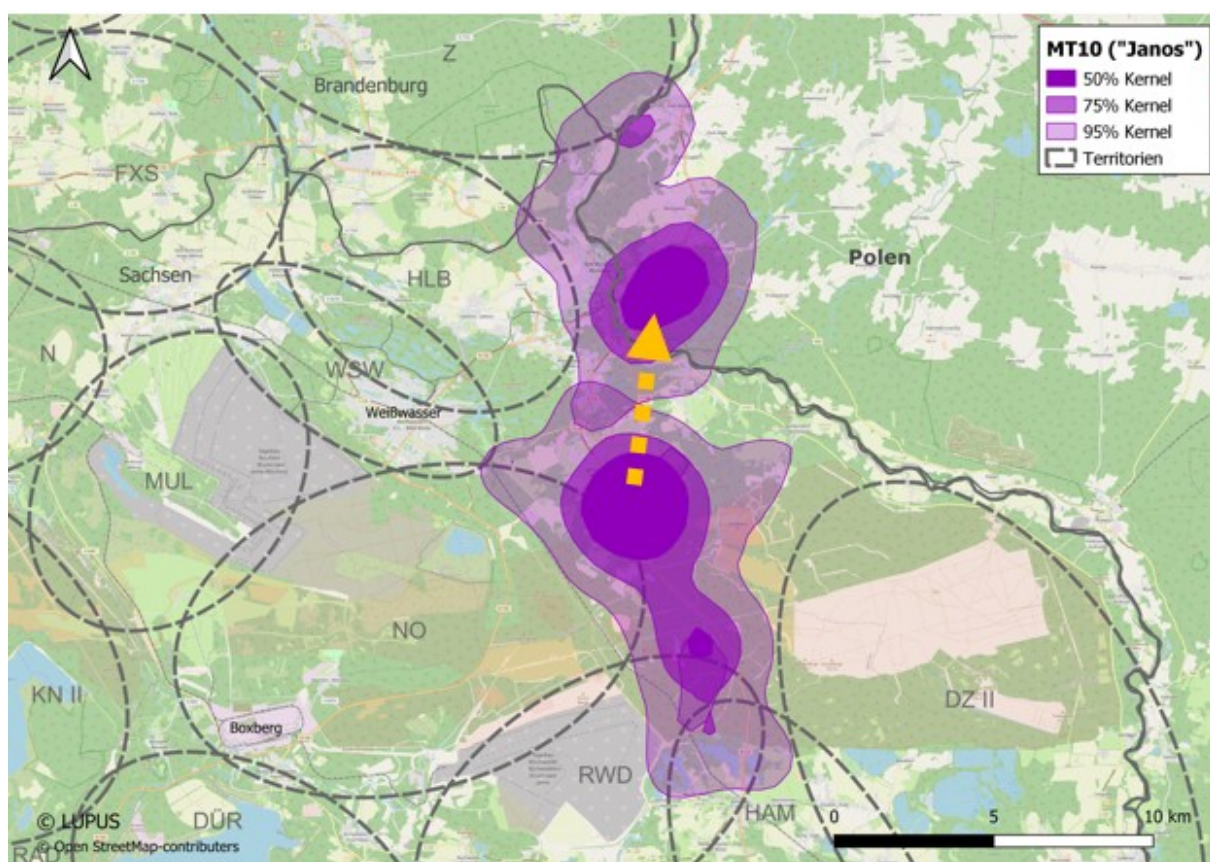 MT10 ("Janos")
50% Kernel
75% Kernel
95% Kernel
Territorien
Z
Brandenburg
FXS
Polen
Sachsen
HLB
N
WSW
Weißwasser
MUL
NO
KN II
DZ II
Boxberg
RWD
HAM
DÜR
© LUPUS
© Open StreetMap-contributers
RAD
0
5
10 km